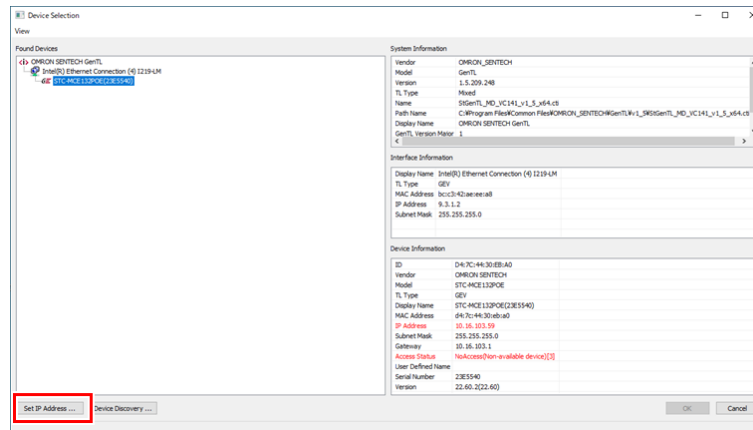 Device Selection
View
Found Devices
OMRON SENTECH GenTL
Intel(R) Ethernet Connection (4) I219-LM
GEV STC-MCE132POE(23E5540)
System Information
Vendor OMRON_SENTECH
Model GenTL
Version 1.5.209.248
TL Type Mixed
Name StGenTL_MD_VC141_v1_5_x64.cti
Path Name C:¥Program Files¥Common Files¥OMRON_SENTECH¥GenTL¥v1_5¥StGenTL_MD_VC141_v1_5_x64.cti
Display Name OMRON SENTECH GenTL
GenTL Version Major 1
Interface Information
Display Name Intel(R) Ethernet Connection (4) I219-LM
TL Type GEV
MAC Address bc:c3:42:ae:ee:a8
IP Address 9.3.1.2
Subnet Mask 255.255.255.0
Device Information
ID D4:7C:44:30:EB:A0
Vendor OMRON SENTECH
Model STC-MCE132POE
TL Type GEV
Display Name STC-MCE132POE(23E5540)
MAC Address d4:7c:44:30:eb:a0
IP Address 10.16.103.59
Subnet Mask 255.255.255.0
Gateway 10.16.103.1
Access Status NoAccess(Non-available device)[3]
User Defined Name
Serial Number 23E5540
Version 22.60.2(22.60)
Set IP Address ... Device Discovery ... OK Cancel